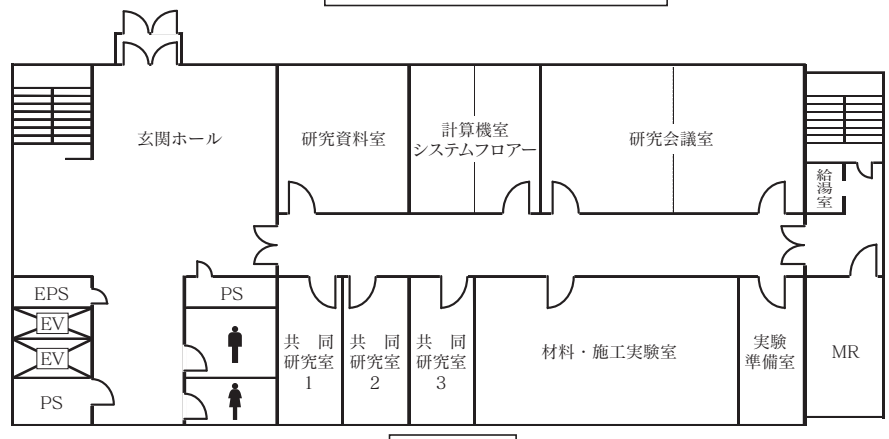 玄関ホール
研究資料室
計算機室
システムフロアー
研究会議室
給湯室
EPS
EV
EV
PS
PS
共　同
研究室
1
共　同
研究室
2
共　同
研究室
3
材料・施工実験室
実験
準備室
MR